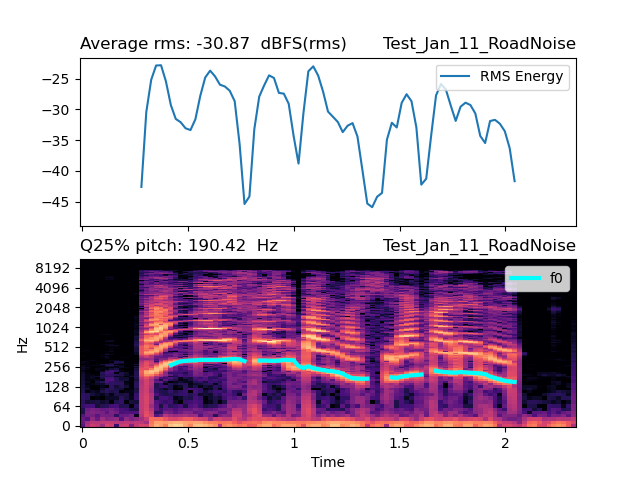 Average rms: -30.87  dBFS(rms)
Test_Jan_11_RoadNoise
RMS Energy
−25
−30
−35
−40
−45
Q25% pitch: 190.42  Hz
Test_Jan_11_RoadNoise
f0
Hz
8192
4096
2048
1024
512
256
128
64
0
0
0.5
1
1.5
2
Time